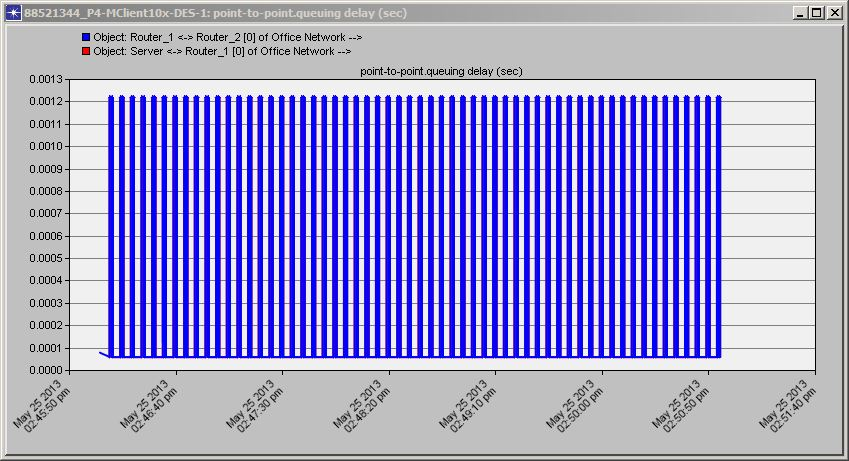 88521344_P4-MClient10x-DES-1: point-to-point.queuing delay (sec)
Object: Router_1 <-> Router_2 [0] of Office Network -->
Object: Server <-> Router_1 [0] of Office Network -->
point-to-point.queuing delay (sec)
0.0013
0.0012
0.0011
0.0010
0.0009
0.0008
0.0007
0.0006
0.0005
0.0004
0.0003
0.0002
0.0001
0.0000
May 25 2013
02:45:50 pm
May 25 2013
02:46:40 pm
May 25 2013
02:47:30 pm
May 25 2013
02:48:20 pm
May 25 2013
02:49:10 pm
May 25 2013
02:50:00 pm
May 25 2013
02:50:50 pm
May 25 2013
02:51:40 pm